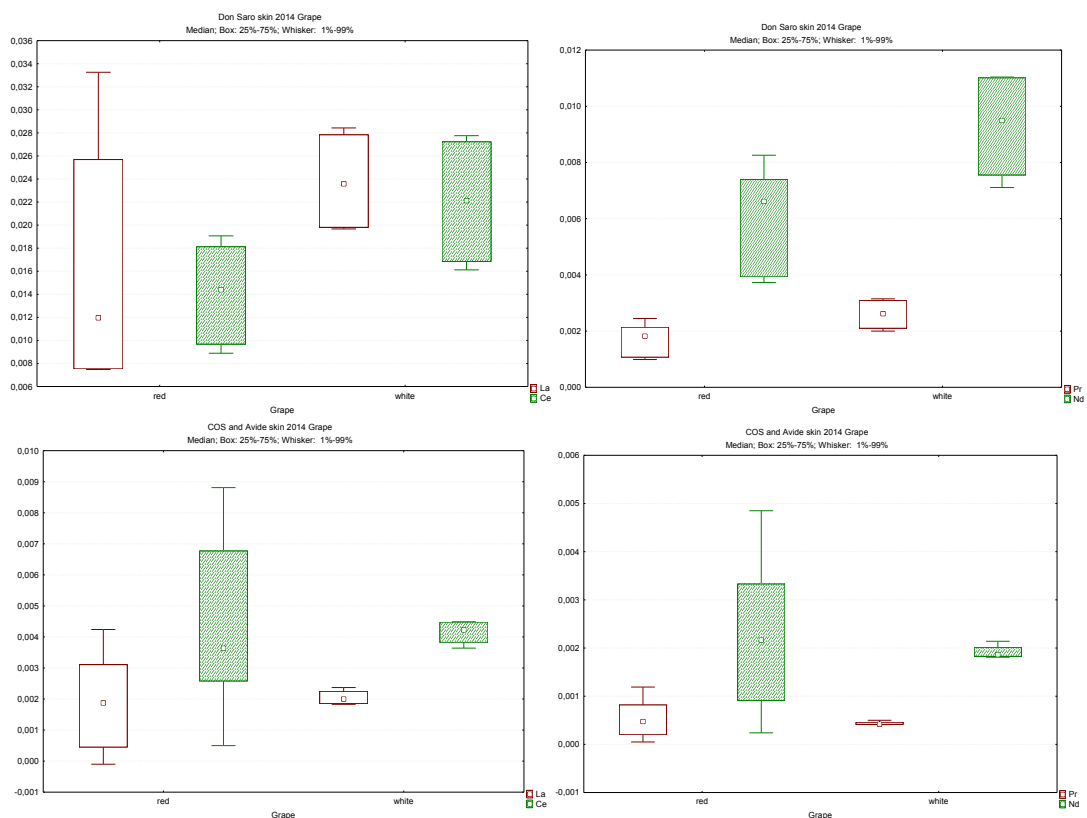 Don Saro skin 2014 Grape
Median; Box: 25%-75%; Whisker: 1%-99%
0,036
0,034
0,032
0,030
0,028
0,026
0,024
0,022
0,020
0,018
0,016
0,014
0,012
0,010
0,008
0,006
red
white
Grape
La
Ce
Don Saro skin 2014 Grape
Median; Box: 25%-75%; Whisker: 1%-99%
0,012
0,010
0,008
0,006
0,004
0,002
0,000
red
white
Grape
Pr
Nd
COS and Avide skin 2014 Grape
Median; Box: 25%-75%; Whisker: 1%-99%
0,010
0,009
0,008
0,007
0,006
0,005
0,004
0,003
0,002
0,001
0,000
-0,001
red
white
Grape
La
Ce
COS and Avide skin 2014 Grape
Median; Box: 25%-75%; Whisker: 1%-99%
0,006
0,005
0,004
0,003
0,002
0,001
0,000
-0,001
red
white
Grape
Pr
Nd